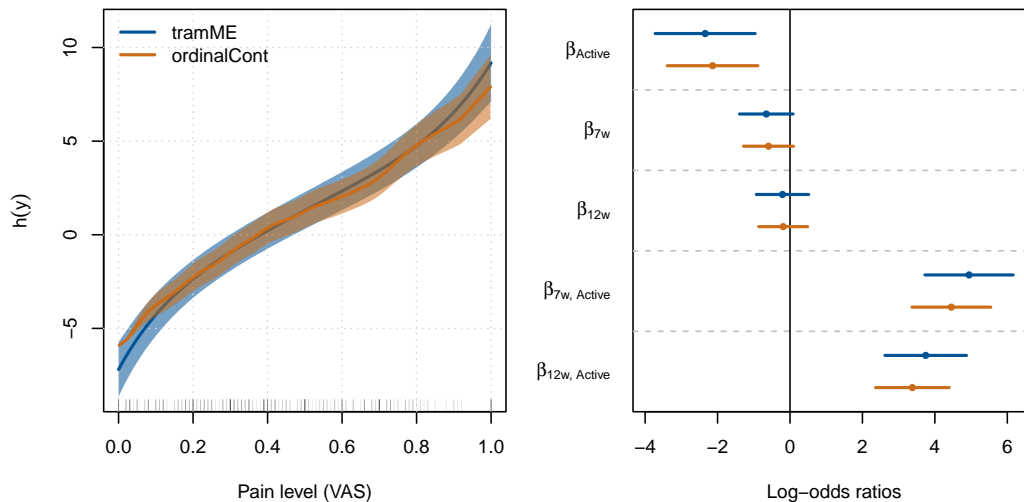 tramME
ordinalCont
10
5
0
−5
h(y)
0.0 0.2 0.4 0.6 0.8 1.0
Pain level (VAS)
βActive
β7w
β12w
β7w, Active
β12w, Active
−4 −2 0 2 4 6
Log−odds ratios